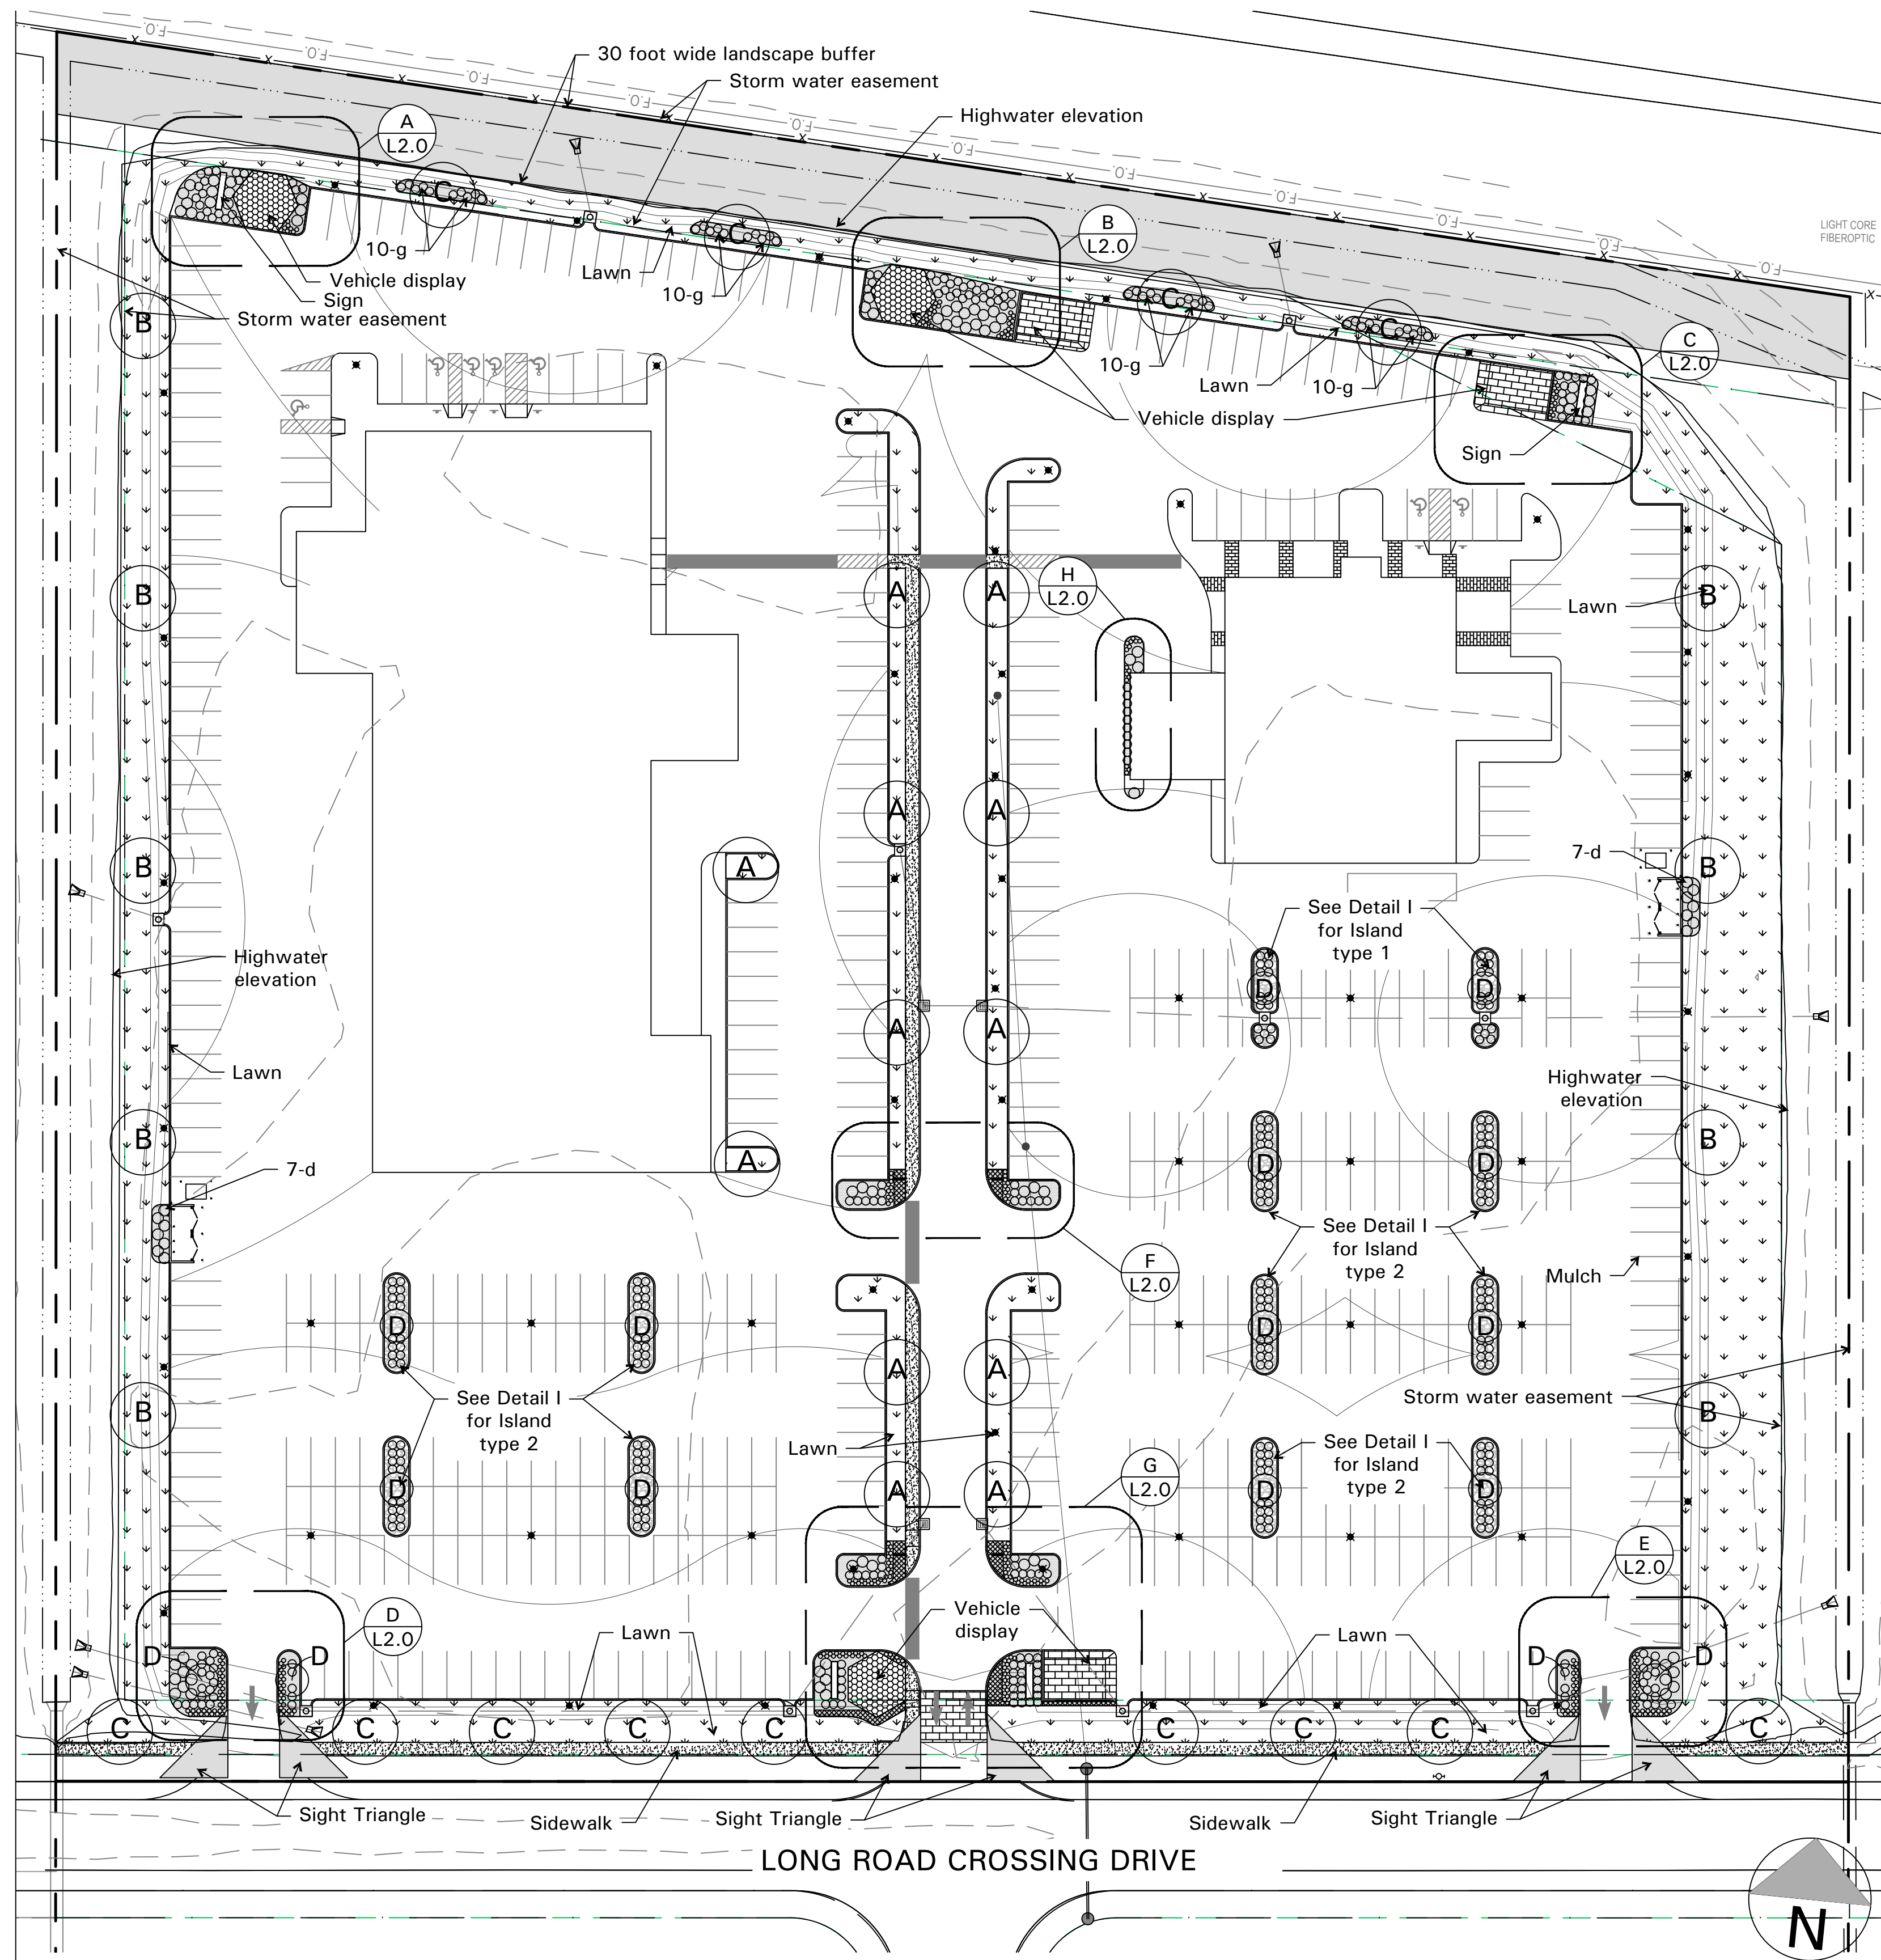 F.O.
F.O.
30 foot wide landscape buffer
F.O.
Storm water easement
F.O.
Highwater elevation
A
L2.0
F.O.
F.O.
F.O.
C
10-g
C
Lawn
10-g
B
L2.0
F.O.
F.O.
LIGHT CORE
FIBEROPTIC
F.O.
F.O.
Vehicle display
Sign
Storm water easement
B
C
10-g
C
Lawn
10-g
C
L2.0
Vehicle display
Sign
B
A
A
H
L2.0
Lawn
B
A
A
B
A
7-d
B
See Detail I
for Island
type 1
Highwater
elevation
D
D
A
A
Lawn
Highwater
elevation
B
A
7-d
D
D
B
See Detail I
for Island
type 2
F
L2.0
Mulch
D
D
D
D
A
A
See Detail I
for Island
type 2
Storm water easement
B
B
Lawn
See Detail I
for Island
type 2
G
L2.0
D
D
A
A
D
D
E
L2.0
D
L2.0
Vehicle
display
Lawn
Lawn
D
D
D
D
C
C
C
C
C
C
C
C
C
Sight Triangle
Sidewalk
Sight Triangle
Sidewalk
Sight Triangle
LONG ROAD CROSSING DRIVE
N